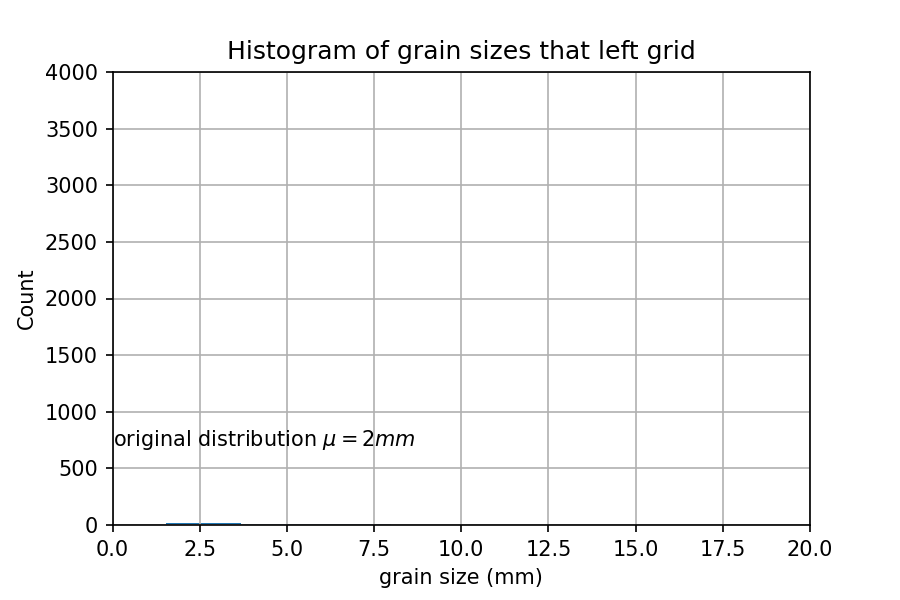 Histogram of grain sizes that left grid
4000
3500
3000
2500
2000
1500
1000
500
0
Count
original distribution μ = 2mm
0.0 2.5 5.0 7.5 10.0 12.5 15.0 17.5 20.0
grain size (mm)